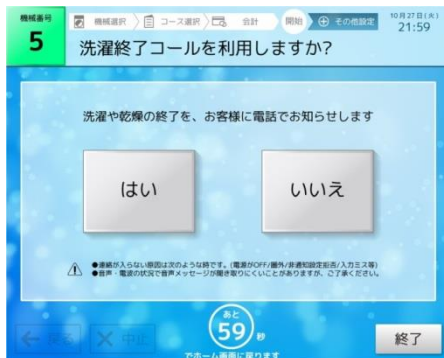 機械番号
5
機械選択
コース選択
会計
開始
その他設定
10月27日(火)
21:59
洗濯終了コールを利用しますか?
洗濯や乾燥の終了を、お客様に電話でお知らせします
はい
いいえ
●連絡が入らない原因は次のような時です。(電源がOFF/圏外/非通知設定拒否/入力ミス等)
●音声・電波の状況で音声メッセージが聞き取りにくいことがありますが、ご了承ください。
あと
59 秒
でホーム画面に戻ります
← 戻る
× 中止
終了